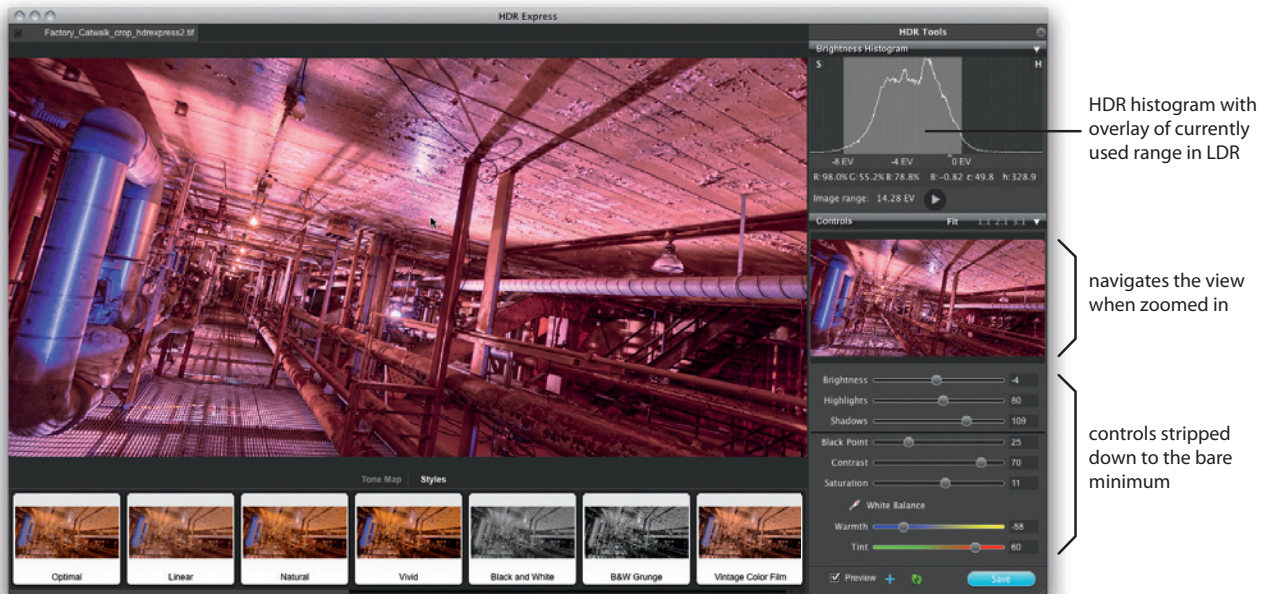 HDR Express
Factory_Catwalk_crop_hdrexpress2.tif
HDR Tools
Brightness Histogram
S
H
-8 EV
-4 EV
0 EV
R:98.0% G:55.2% B:78.8% B:-0.82 c:49.8 h:328.9
Image range: 14.28 EV
Controls
Fit 1:1 2:1 3:1
Brightness -4
Highlights 80
Shadows 109
Black Point 25
Contrast 70
Saturation 11
White Balance
Warmth -58
Tint 60
Preview
Save
Tone Map
Styles
Optimal
Linear
Natural
Vivid
Black and White
B&W Grunge
Vintage Color Film
HDR histogram with
overlay of currently
used range in LDR
navigates the view
when zoomed in
controls stripped
down to the bare
minimum